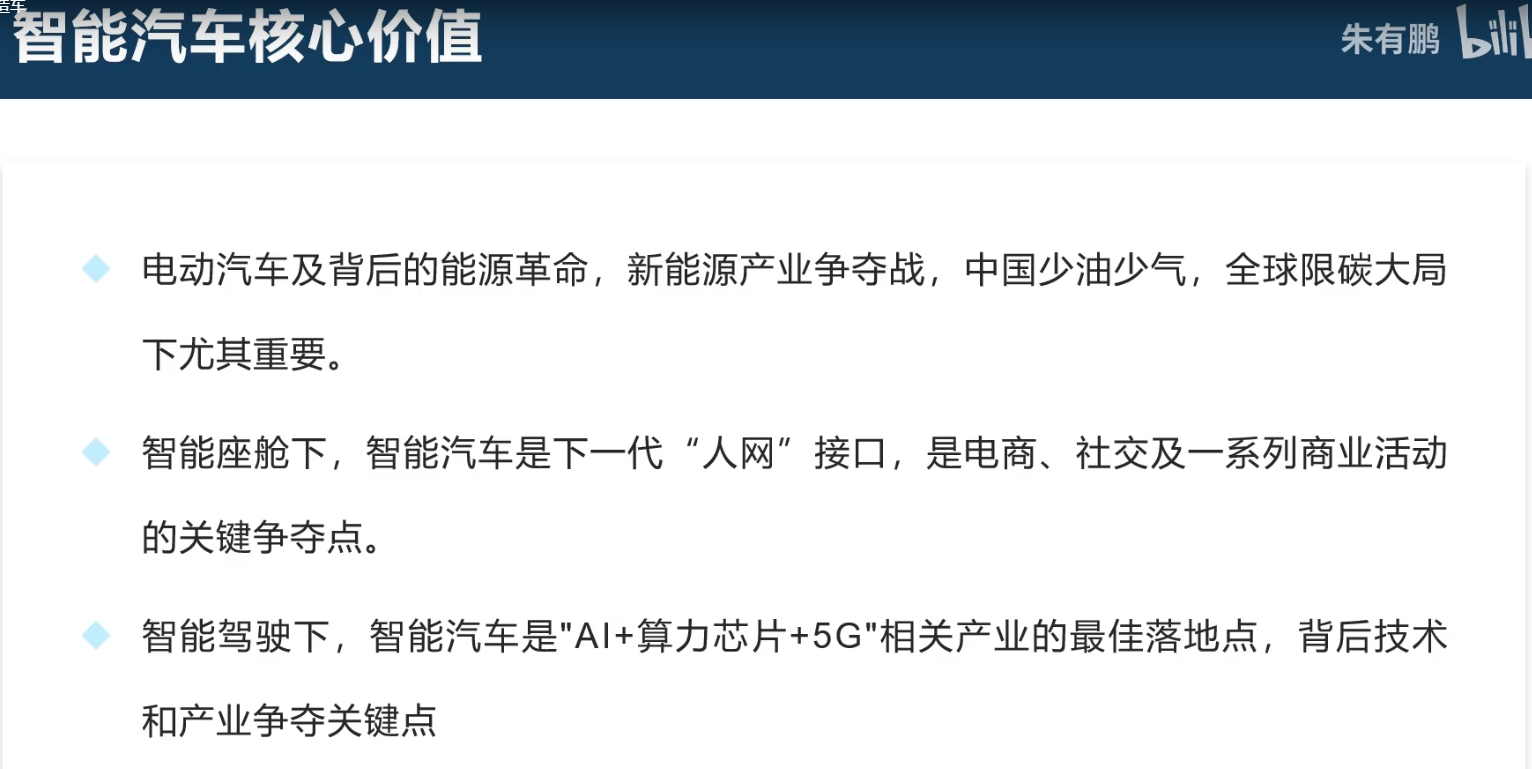 智能汽车核心价值
朱有鹏
电动汽车及背后的能源革命，新能源产业争夺战，中国少油少气，全球限碳大局
下尤其重要。
智能座舱下，智能汽车是下一代“人网”接口，是电商、社交及一系列商业活动
的关键争夺点。
智能驾驶下，智能汽车是"AI+算力芯片+5G"相关产业的最佳落地点，背后技术
和产业争夺关键点